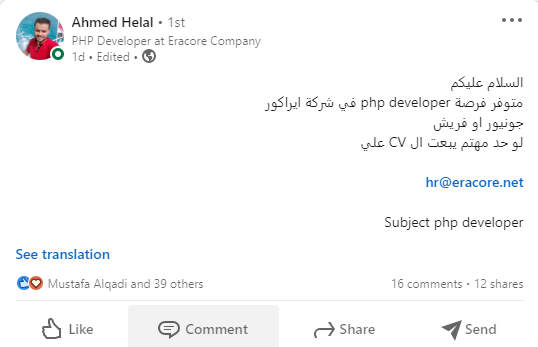 Ahmed Helal • 1st
PHP Developer at Eracore Company
1d • Edited •
السلام عليكم
متوفر فرصة php developer في شركة ايراكور
جونيور او فريش
لو حد مهتم يبعت ال CV علي
hr@eracore.net
Subject php developer
See translation
Mustafa Alqadi and 39 others
16 comments • 12 shares
Like
Comment
Share
Send